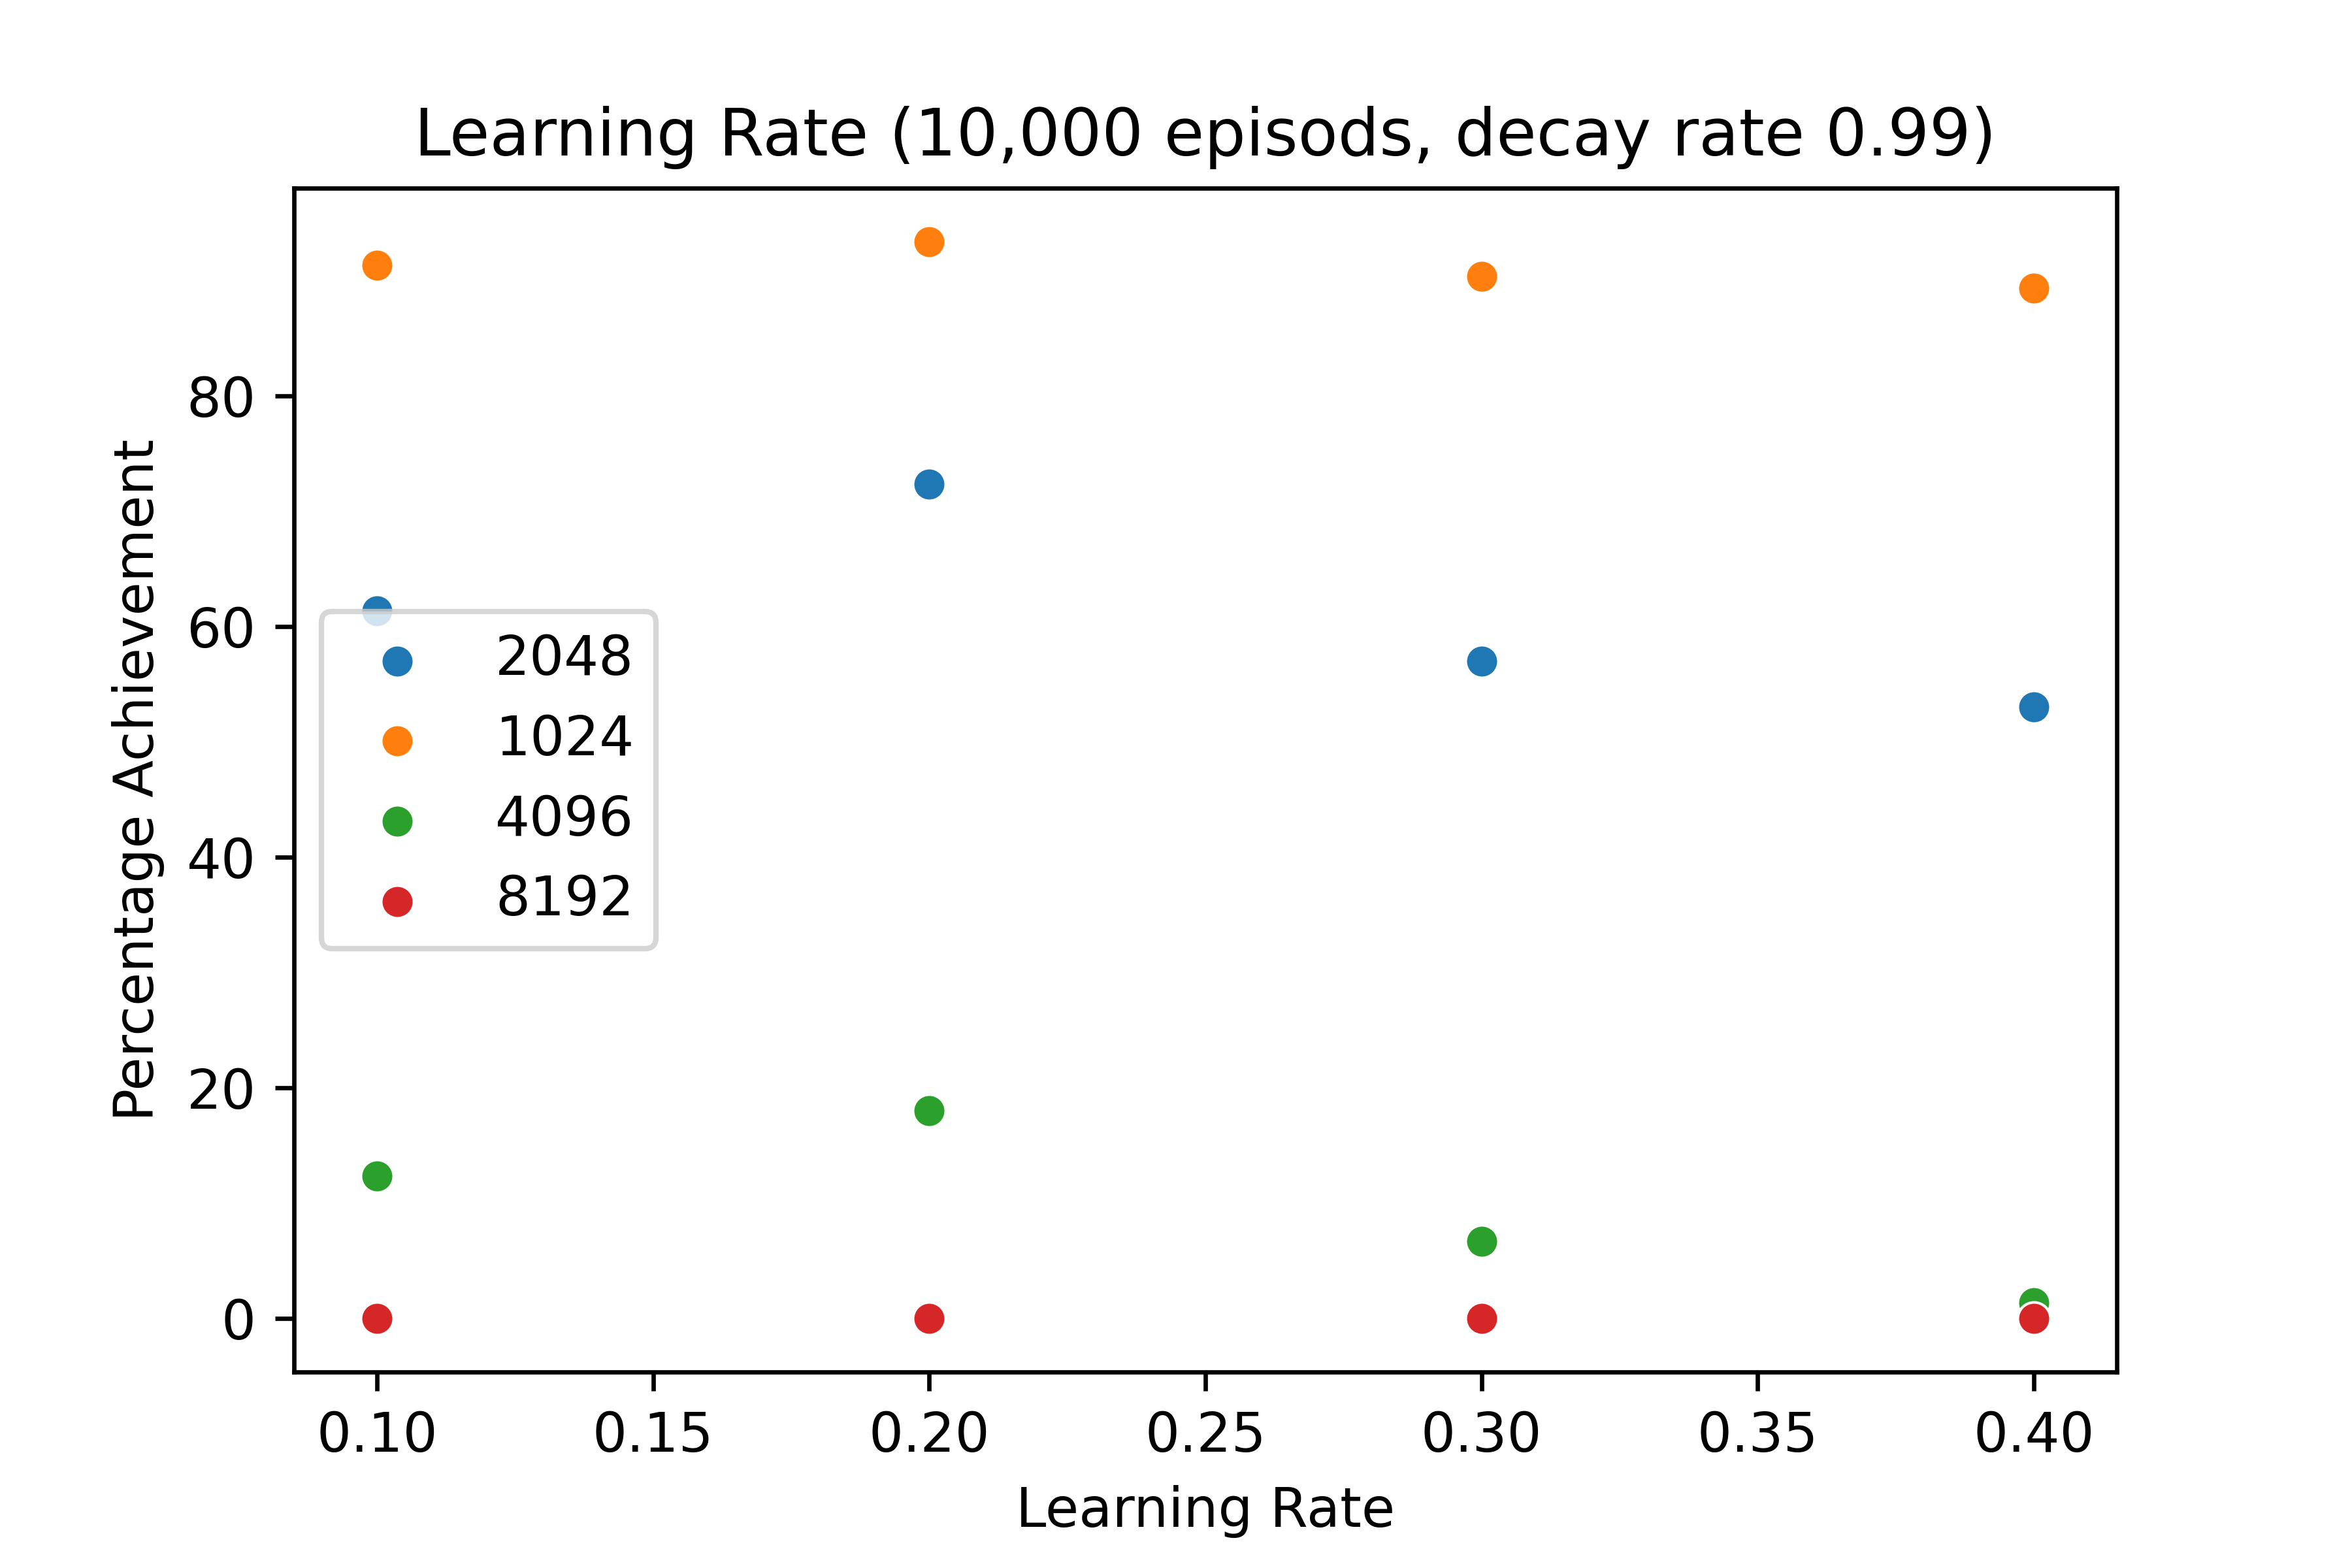 Learning Rate (10,000 episods, decay rate 0.99)
Percentage Achievement
80
60
40
20
0
2048
1024
4096
8192
0.10 0.15 0.20 0.25 0.30 0.35 0.40
Learning Rate